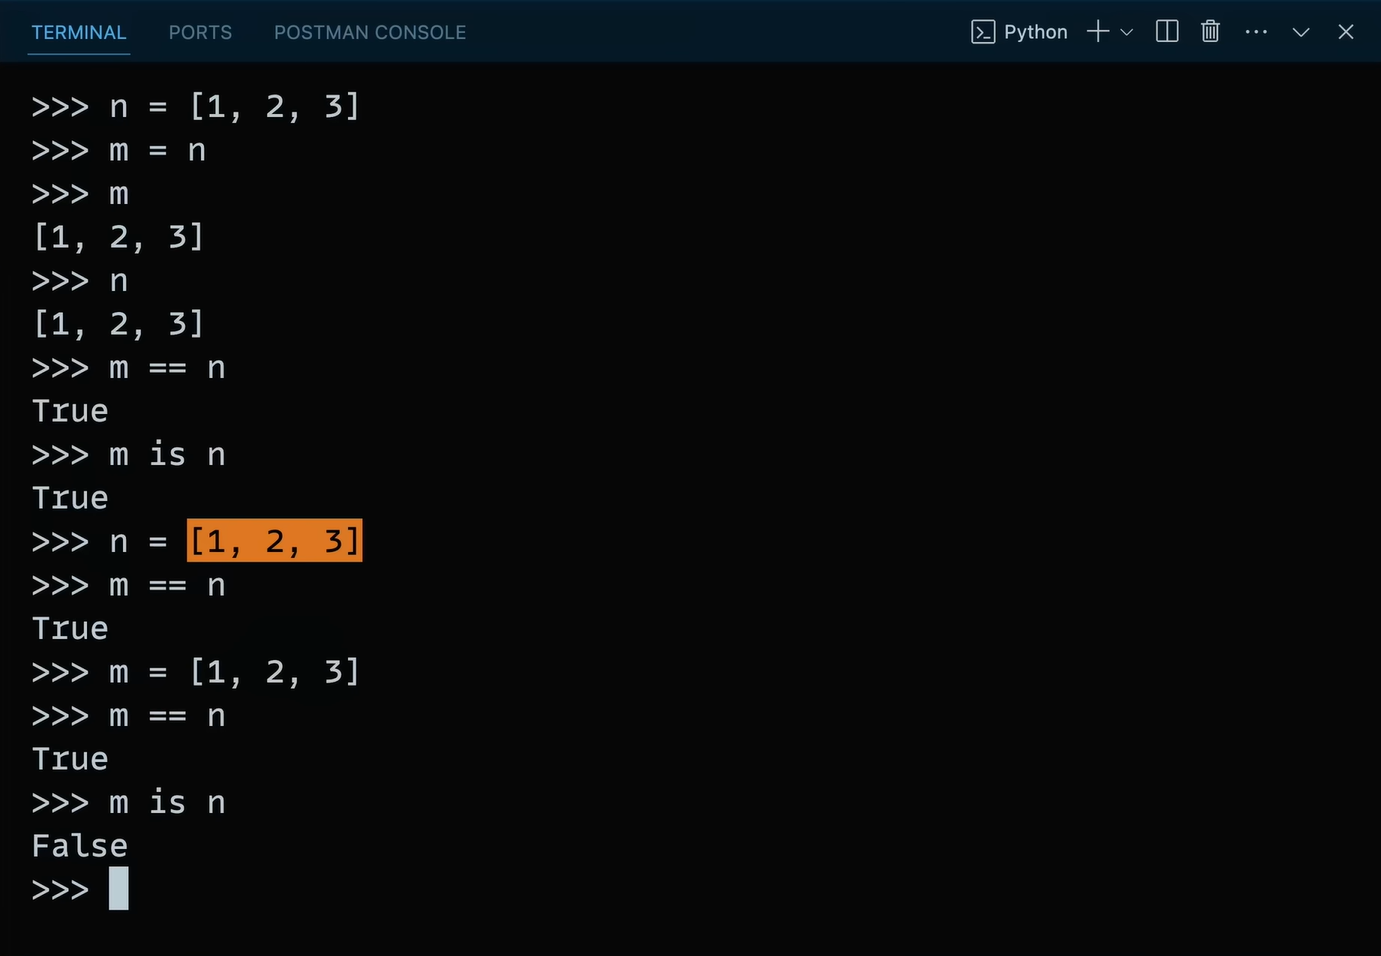 TERMINAL PORTS POSTMAN CONSOLE Python
>>> n = [1, 2, 3]
>>> m = n
>>> m
[1, 2, 3]
>>> n
[1, 2, 3]
>>> m == n
True
>>> m is n
True
>>> n = [1, 2, 3]
>>> m == n
True
>>> m = [1, 2, 3]
>>> m == n
True
>>> m is n
False
>>>